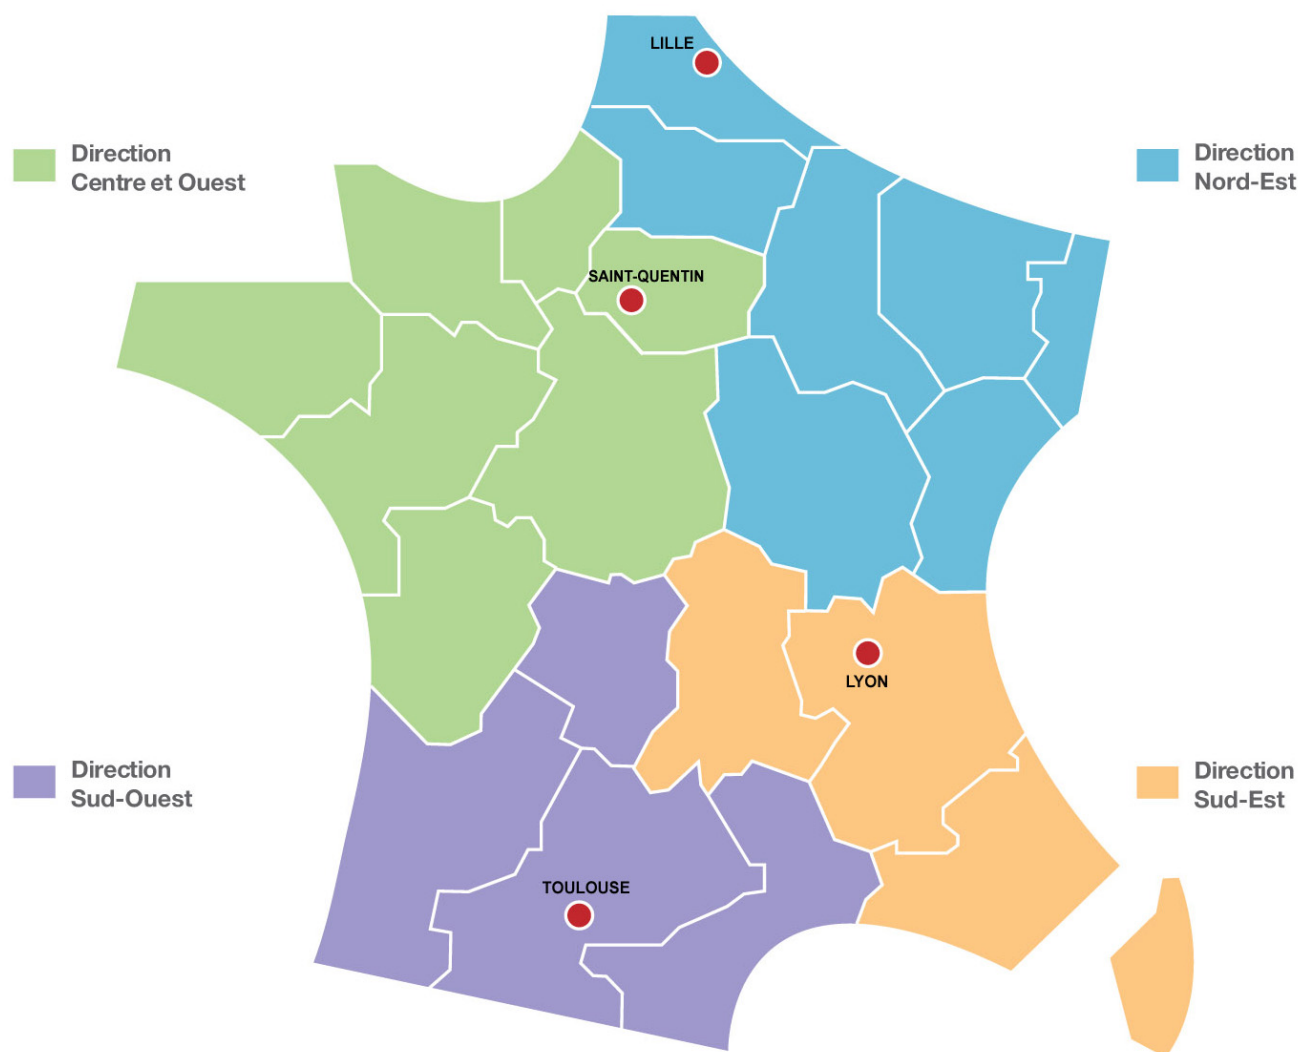 LILLE
Direction
Centre et Ouest
Direction
Nord-Est
SAINT-QUENTIN
LYON
Direction
Sud-Ouest
Direction
Sud-Est
TOULOUSE